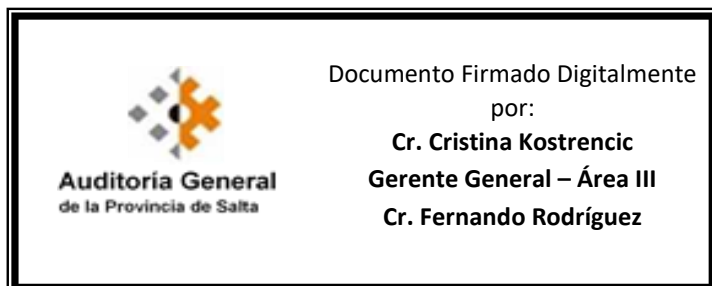 Auditoría General
de la Provincia de Salta
Documento Firmado Digitalmente
por:
Cr. Cristina Kostrencic
Gerente General – Área III
Cr. Fernando Rodríguez